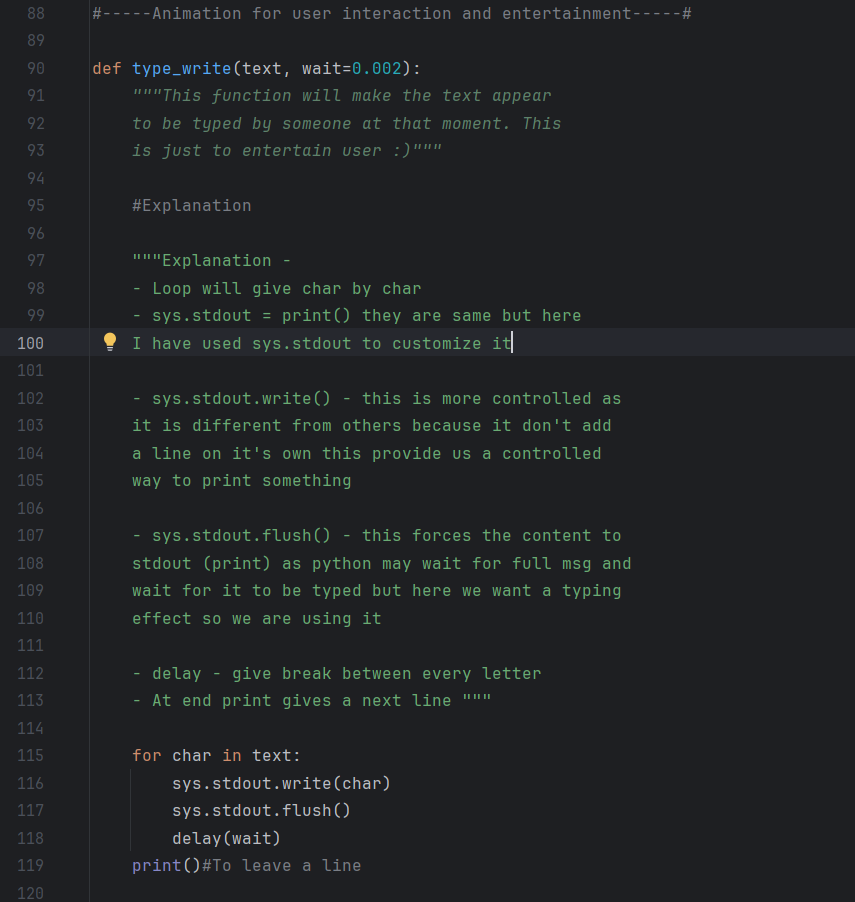 88 #-----Animation for user interaction and entertainment-----#
89
90 def type_write(text, wait=0.002):
91 """This function will make the text appear
92 to be typed by someone at that moment. This
93 is just to entertain user :)"""
94
95 #Explanation
96
97 """Explanation -
98 - Loop will give char by char
99 - sys.stdout = print() they are same but here
100 I have used sys.stdout to customize it
101
102 - sys.stdout.write() - this is more controlled as
103 it is different from others because it don't add
104 a line on it's own this provide us a controlled
105 way to print something
106
107 - sys.stdout.flush() - this forces the content to
108 stdout (print) as python may wait for full msg and
109 wait for it to be typed but here we want a typing
110 effect so we are using it
111
112 - delay - give break between every letter
113 - At end print gives a next line """
114
115 for char in text:
116 sys.stdout.write(char)
117 sys.stdout.flush()
118 delay(wait)
119 print()#To leave a line
120